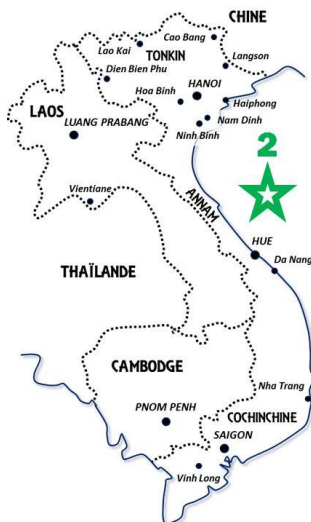 CHINE
Cao Bang
Lao Kai
TONKIN
Langson
Dien Bien Phu
Hoa Binh
HANOI
Haiphong
LAOS
LUANG PRABANG
Nam Dinh
Ninh Binh
2
Vientiane
ANNAM
HUE
Da Nang
THAÏLANDE
CAMBODGE
Nha Trang
PNOM PENH
COCHINCHINE
SAIGON
Vinh Long